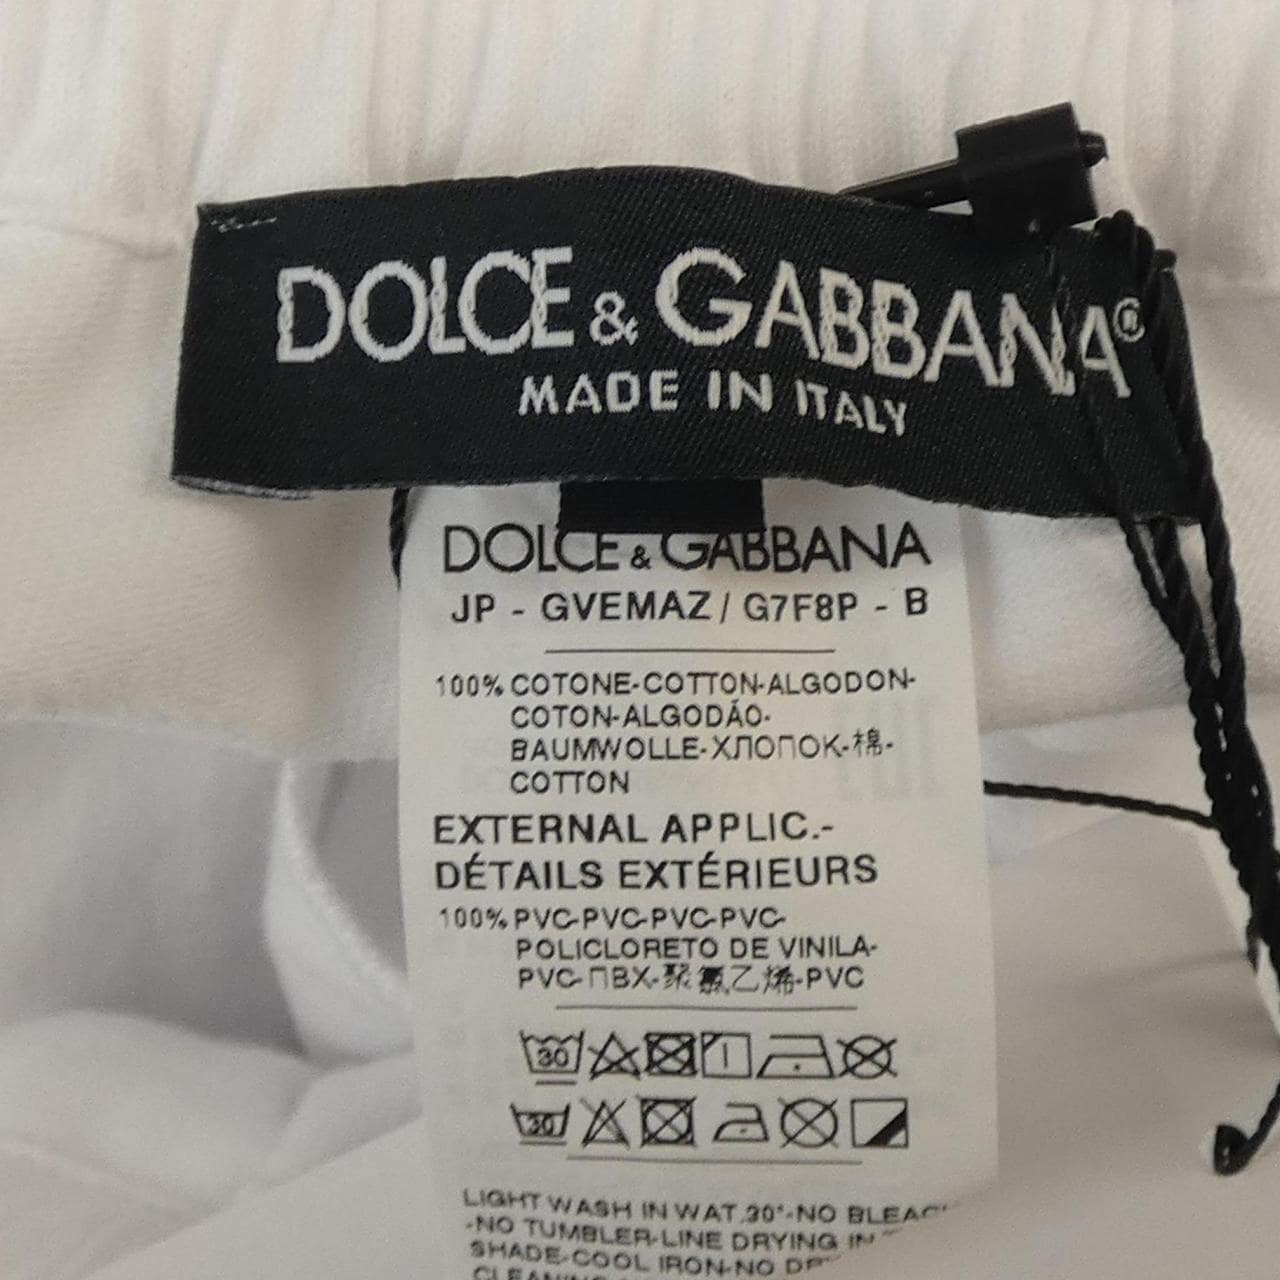 DOLCE & GABBANA®
MADE IN ITALY
DOLCE & GABBANA
JP - GVEMAZ / G7F8P - B
100% COTONE-COTTON-ALGODON-
COTON-ALGODÃO-
BAUMWOLLE-ХЛОПОК-棉-
COTTON
EXTERNAL APPLIC.-
DÉTAILS EXTÉRIEURS
100% PVC-PVC-PVC-PVC-
POLICLORETO DE VINILA-
PVC-ПВХ-聚氯乙烯-PVC
30
30
LIGHT WASH IN WAT.30°-NO
-NO TUMBLER-LINE DRYING IN
SHADE-COOL IRON-NO